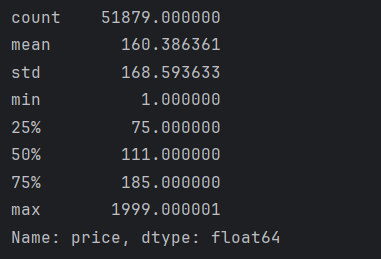 count    51879.000000
mean       160.386361
std        168.593633
min          1.000000
25%         75.000000
50%        111.000000
75%        185.000000
max       1999.000001
Name: price, dtype: float64